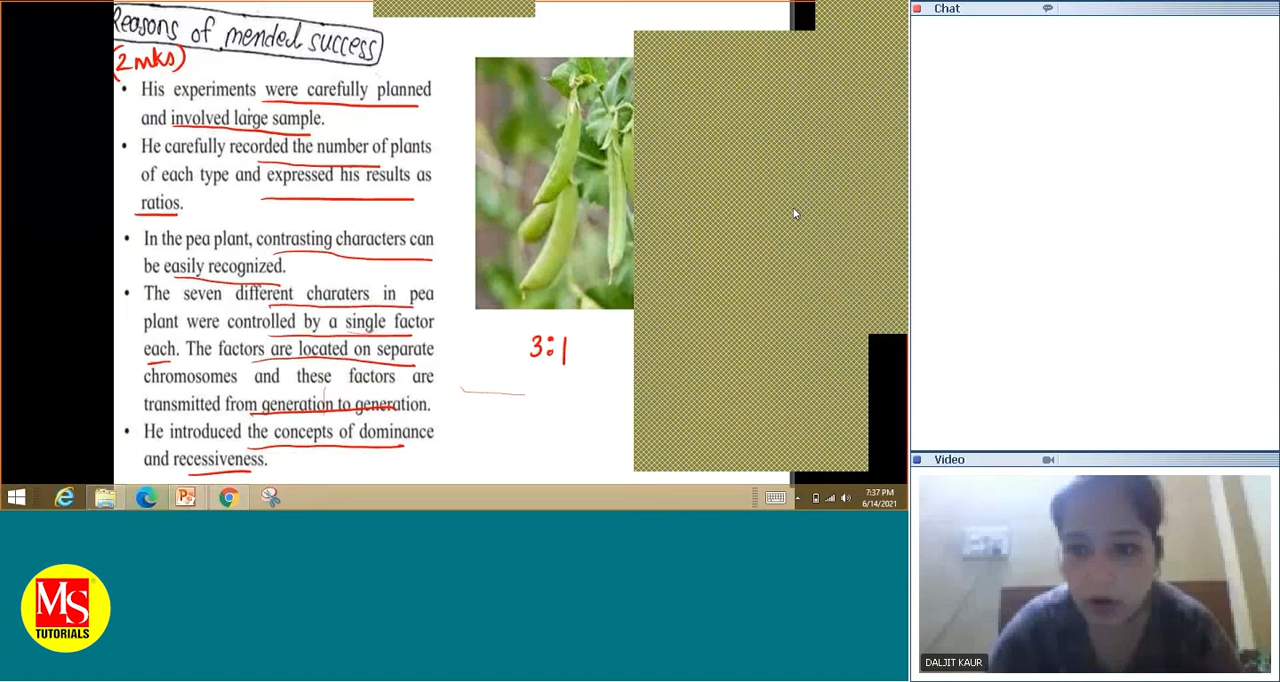 Reasons of mended success
(2mks)
• His experiments were carefully planned
and involved large sample.
• He carefully recorded the number of plants
of each type and expressed his results as
ratios.
• In the pea plant, contrasting characters can
be easily recognized.
• The seven different charaters in pea
plant were controlled by a single factor
each. The factors are located on separate
chromosomes and these factors are
transmitted from generation to generation.
• He introduced the concepts of dominance
and recessiveness.
3:1
7:37 PM
6/14/2021
MS
TUTORIALS
Chat
Video
DALJIT KAUR